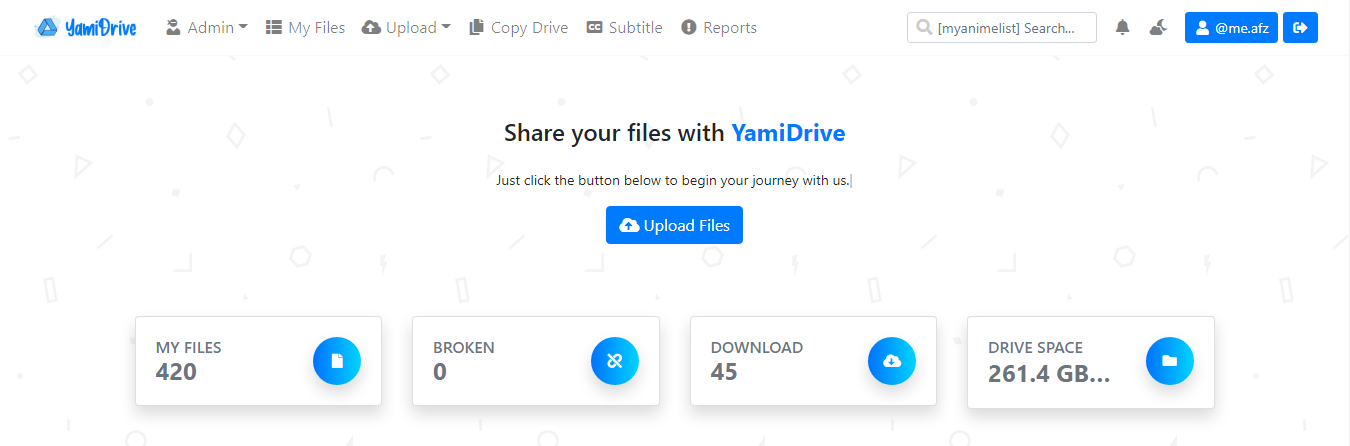 YamiDrive Admin My Files Upload Copy Drive Subtitle Reports [myanimelist] Search... @me.afz
Share your files with YamiDrive
Just click the button below to begin your journey with us.|
Upload Files
MY FILES
420
BROKEN
0
DOWNLOAD
45
DRIVE SPACE
261.4 GB...